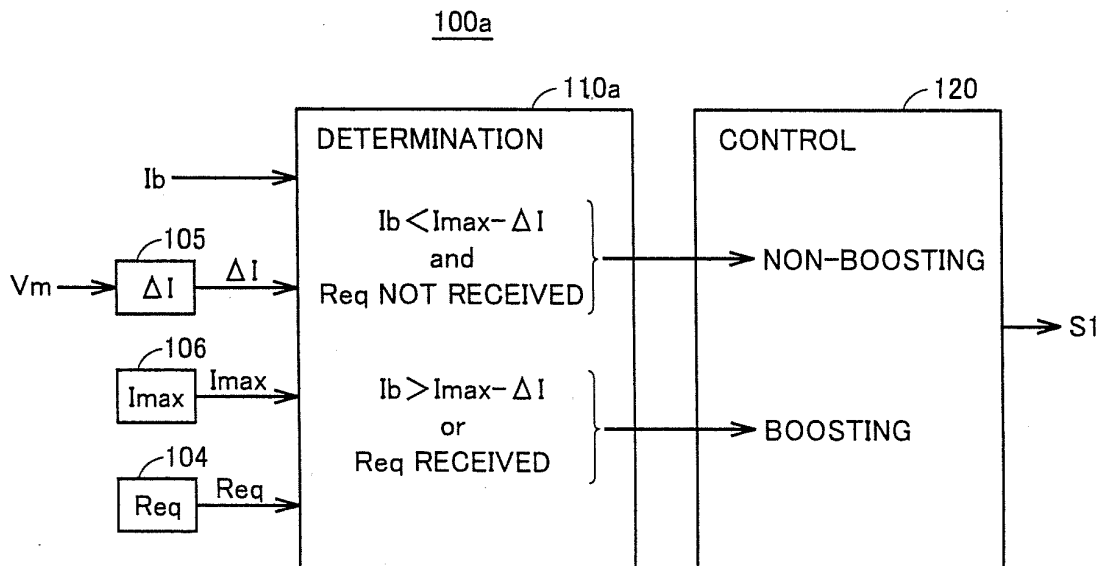 100a
110a
120
DETERMINATION
CONTROL
Ib
Ib<Imax-ΔI
and
Req NOT RECEIVED
NON-BOOSTING
105
Vm
ΔI
ΔI
S1
106
Imax
Imax
Ib>Imax-ΔI
or
Req RECEIVED
BOOSTING
104
Req
Req